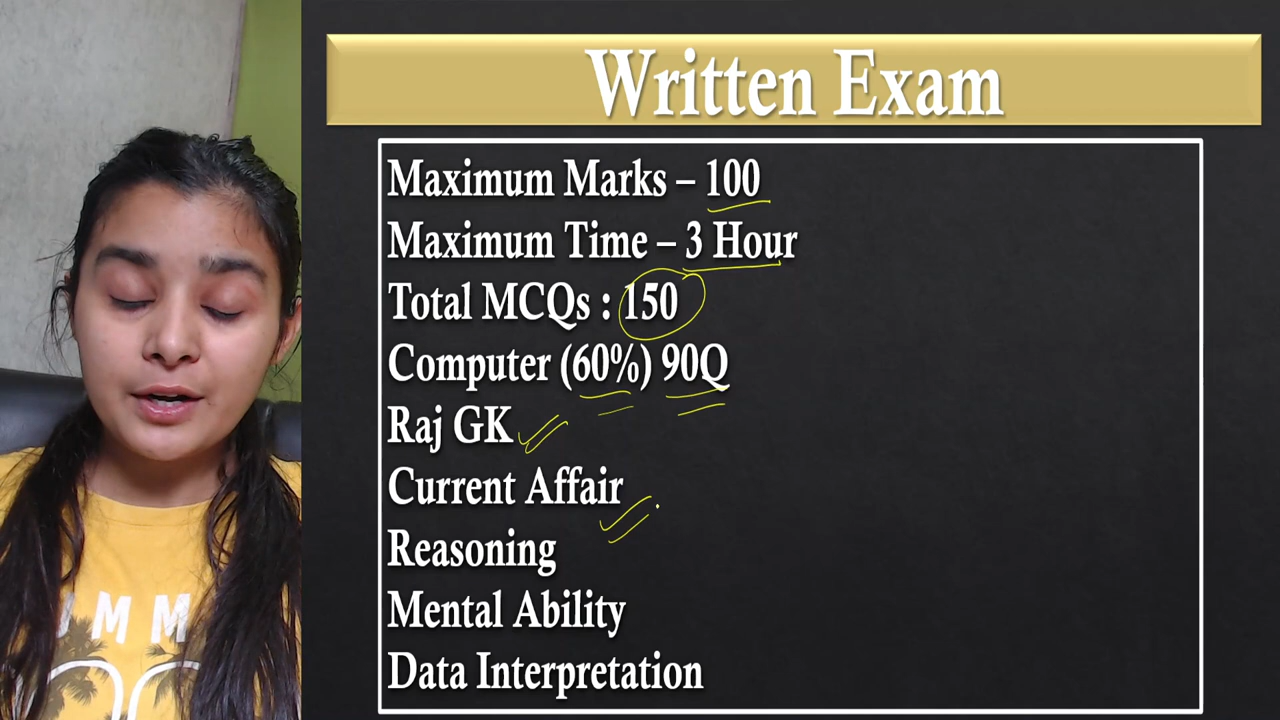 Written Exam
Maximum Marks – 100
Maximum Time – 3 Hour
Total MCQs : 150
Computer (60%) 90Q
Raj GK
Current Affair
Reasoning
Mental Ability
Data Interpretation